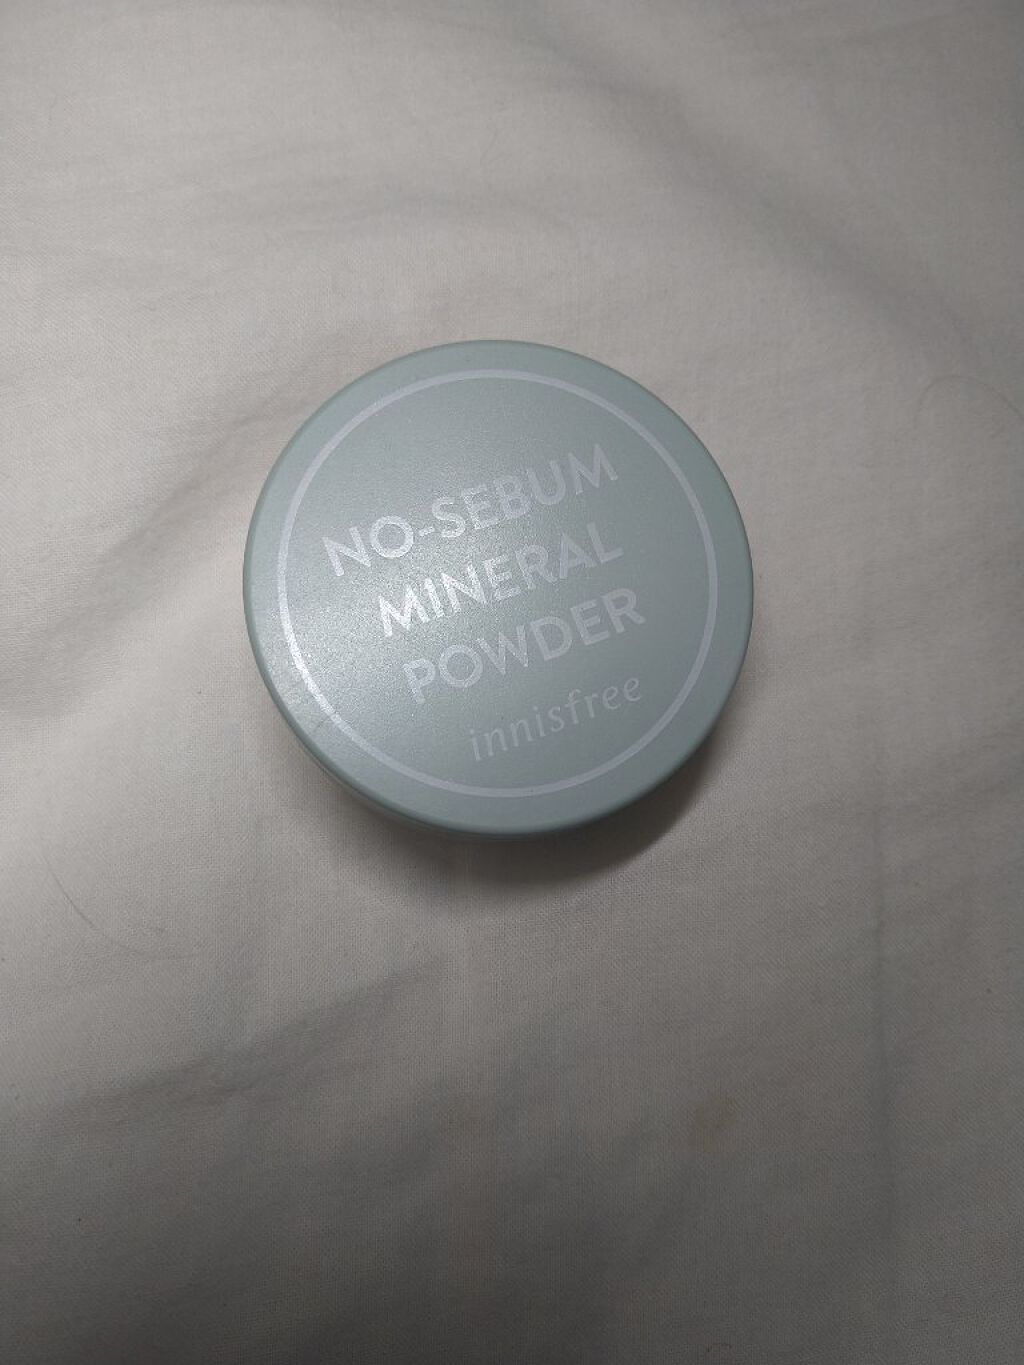 NO-SEBUM
MINERAL
POWDER
innisfree